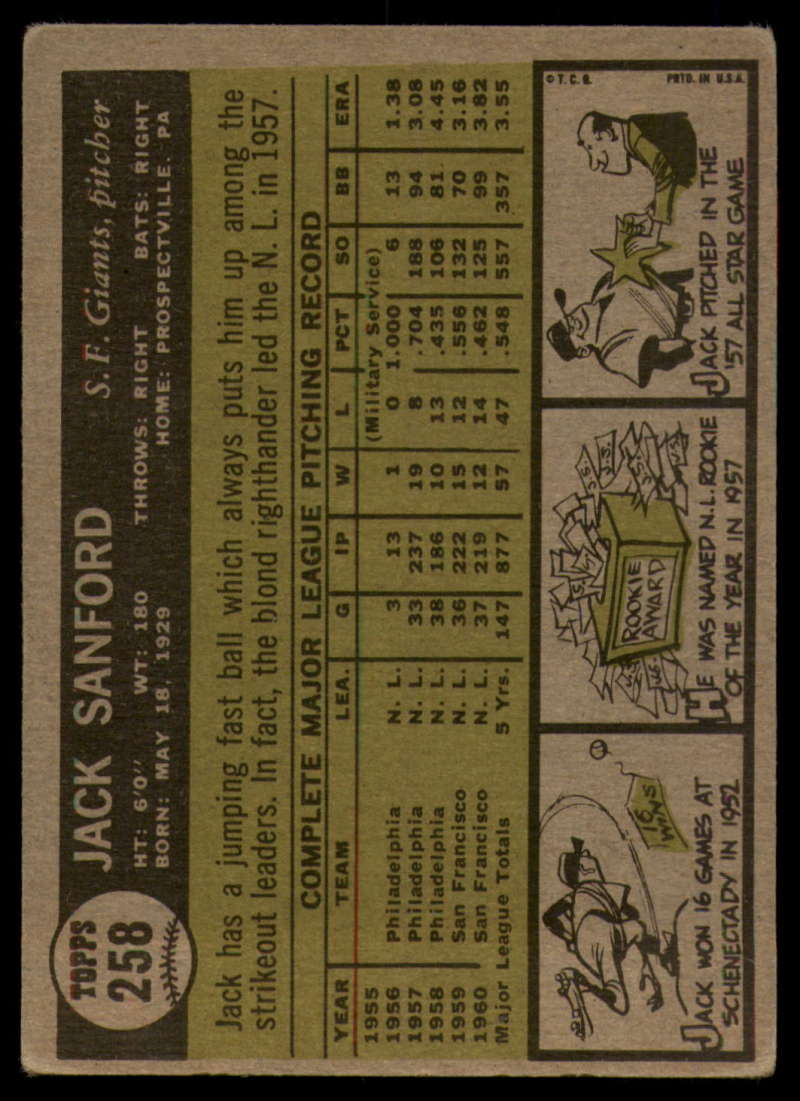 TOPPS
258
JACK SANFORD S. F. Giants, pitcher
HT: 6'0" WT: 180 THROWS: RIGHT BATS: RIGHT
BORN: MAY 18, 1929 HOME: PROSPECTVILLE, PA
Jack has a jumping fast ball which always puts him up among the
strikeout leaders. In fact, the blond righthander led the N. L. in 1957.
COMPLETE MAJOR LEAGUE PITCHING RECORD
YEAR TEAM LEA. G IP W L PCT SO BB ERA
1955 (Military Service)
1956 Philadelphia N. L. 3 13 1 0 1.000 6 13 1.38
1957 Philadelphia N. L. 33 237 19 8 .704 188 94 3.08
1958 Philadelphia N. L. 38 186 10 13 .435 106 81 4.45
1959 San Francisco N. L. 36 222 15 12 .556 132 70 3.16
1960 San Francisco N. L. 37 219 12 14 .462 125 99 3.82
Major League Totals 5 Yrs. 147 877 57 47 .548 557 357 3.55
16
WINS
JACK WON 16 GAMES AT
SCHENECTADY IN 1952
ROOKIE
AWARD
HE WAS NAMED N.L. ROOKIE
OF THE YEAR IN 1957
© T. C. G. PRTD. IN U.S.A.
JACK PITCHED IN THE
'57 ALL STAR GAME